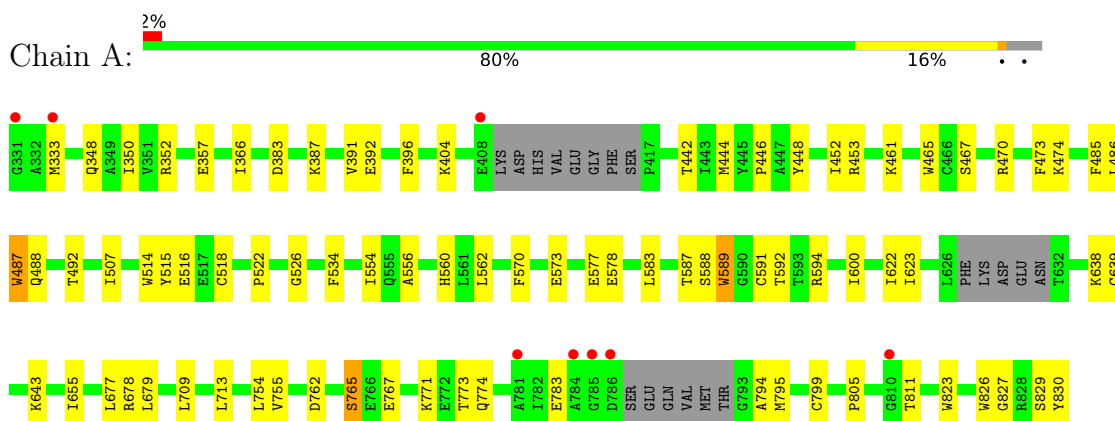 2%
Chain A:
80% 16% • •
G331 A332 M333 Q348 A349 I350 V351 R352 E357 I366 D383 K387 V391 E392 F396 K404 E408 LYS ASP HIS VAL GLU GLY PHE SER P417 T442 I443 M444 Y445 P446 A447 Y448 I452 R453 K461 W465 C466 S467 R470 F473 K474 F485 L486
W487 Q488 T492 I507 W514 Y515 E516 E517 C518 P522 G526 F534 I554 Q555 A556 H560 L561 L562 F570 E573 E577 E578 L583 T587 S588 W589 G590 C591 T592 T593 R594 I600 I622 I623 L626 PHE LYS ASP GLU ASN T632 K638 G639
K643 I655 L677 R678 L679 L709 L713 L754 V755 D762 S765 E766 E767 K771 E772 T773 Q774 A781 I782 E783 A784 G785 D786 SER GLU GLN VAL MET THR G793 A794 M795 C799 P805 G810 T811 W823 W826 G827 R828 S829 Y830